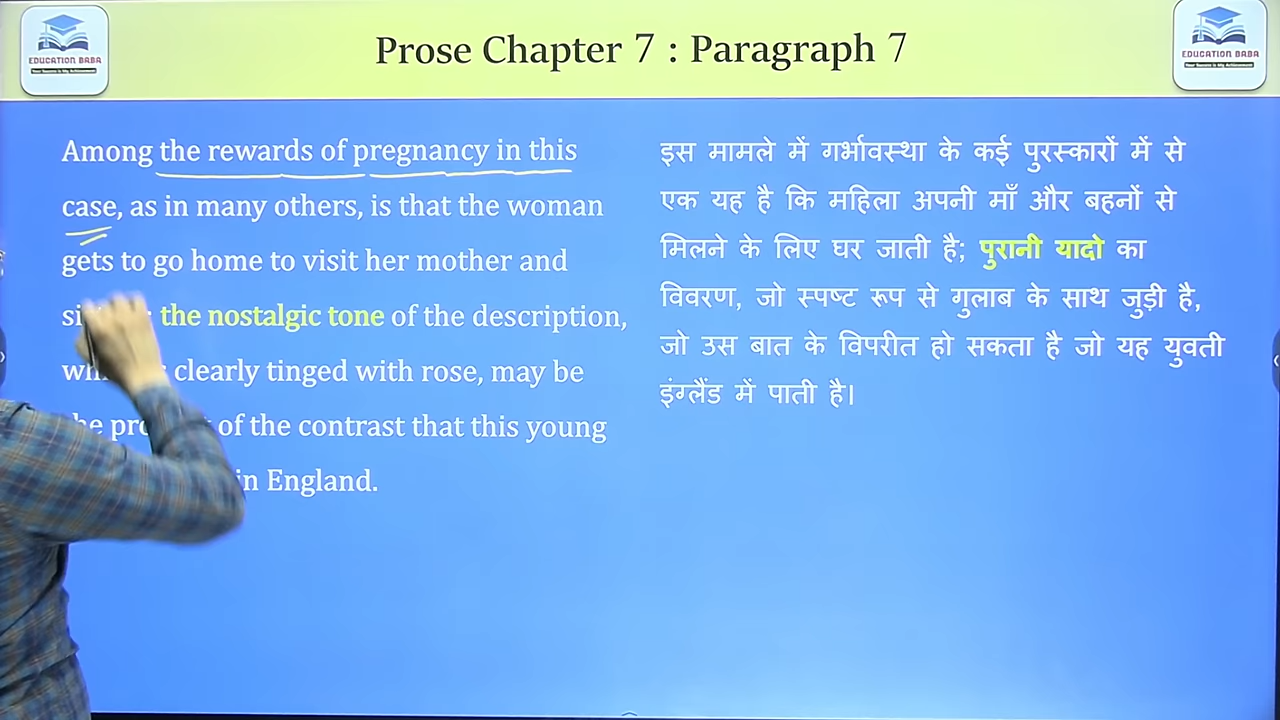 EDUCATION BABA
Prose Chapter 7 : Paragraph 7
EDUCATION BABA
Among the rewards of pregnancy in this
case, as in many others, is that the woman
gets to go home to visit her mother and
the nostalgic tone of the description,
clearly tinged with rose, may be
of the contrast that this young
in England.
इस मामले में गर्भावस्था के कई पुरस्कारों में से
एक यह है कि महिला अपनी माँ और बहनों से
मिलने के लिए घर जाती है; पुरानी यादो का
विवरण, जो स्पष्ट रूप से गुलाब के साथ जुड़ी है,
जो उस बात के विपरीत हो सकता है जो यह युवती
इंग्लैंड में पाती है।